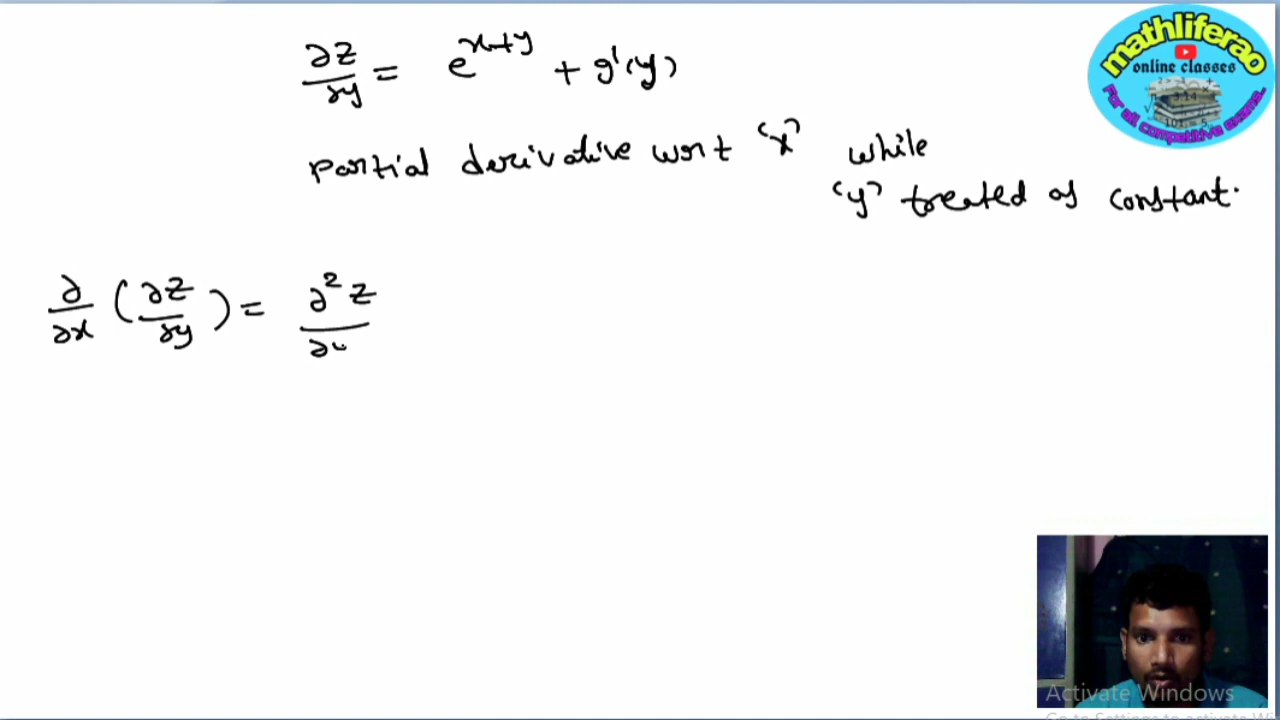 ∂z/∂y = e^{x+y} + g'(y)
mathliferao
online classes
For all competitive exams..
partial derivative wrt 'x' while
'y' treated as constant.
∂/∂x (∂z/∂y) = ∂²z/∂x
Activate Windows